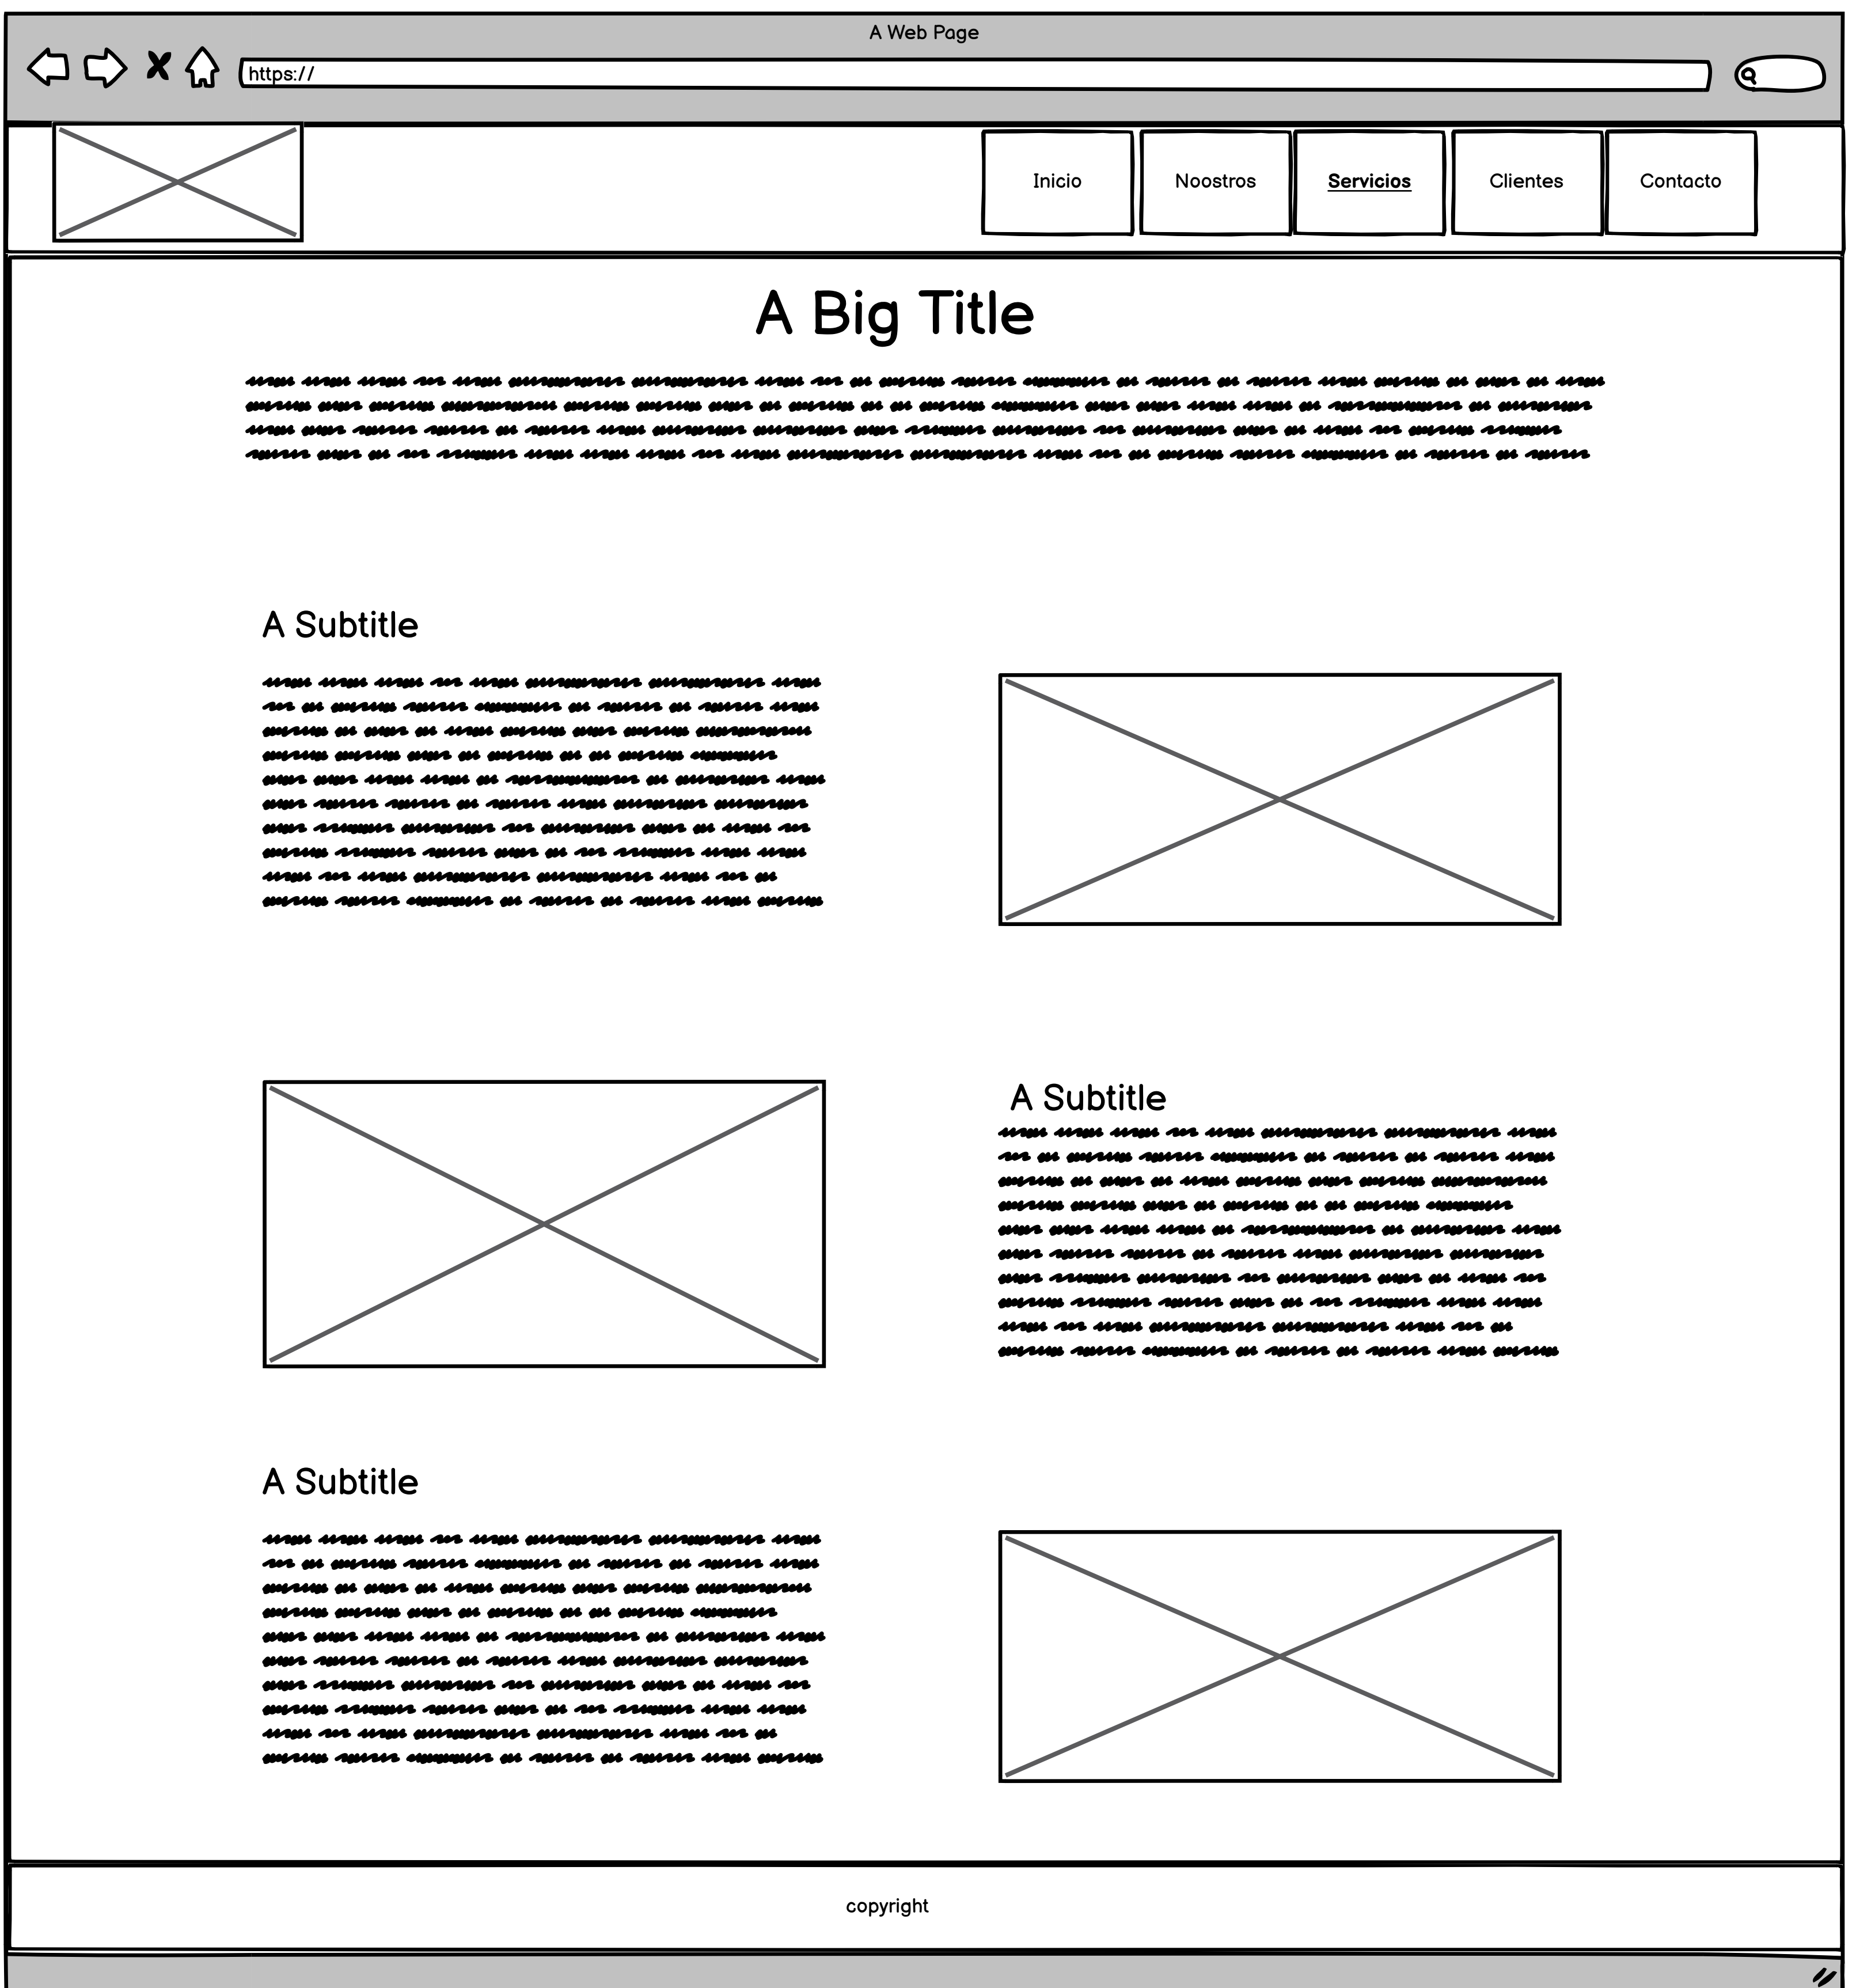 A Web Page
https://
Inicio
Noostros
Servicios
Clientes
Contacto
A Big Title
A Subtitle
A Subtitle
A Subtitle
copyright